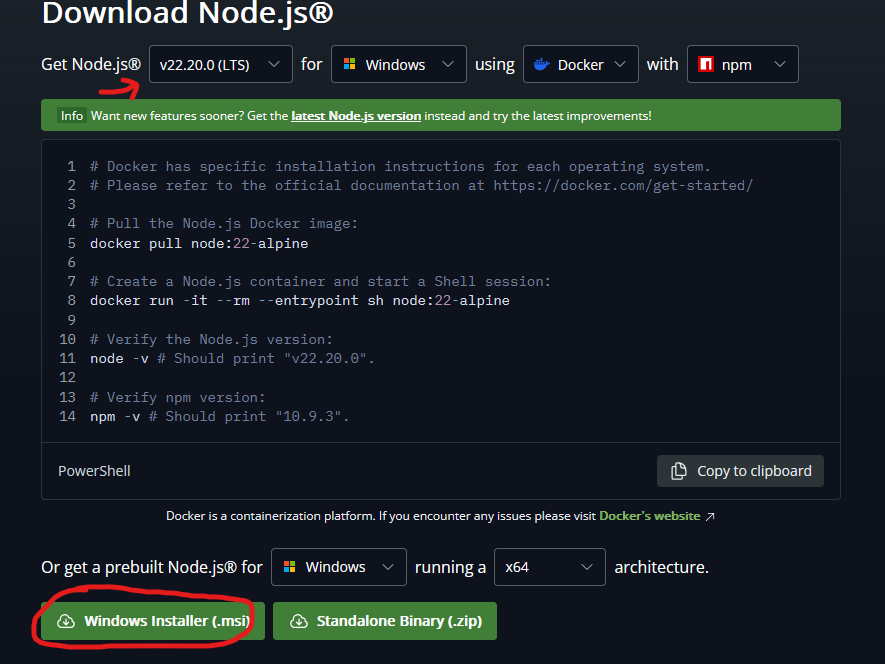 Download Node.js®
Get Node.js® v22.20.0 (LTS) for Windows using Docker with npm
Info Want new features sooner? Get the latest Node.js version instead and try the latest improvements!
1 # Docker has specific installation instructions for each operating system.
2 # Please refer to the official documentation at https://docker.com/get-started/
3
4 # Pull the Node.js Docker image:
5 docker pull node:22-alpine
6
7 # Create a Node.js container and start a Shell session:
8 docker run -it --rm --entrypoint sh node:22-alpine
9
10 # Verify the Node.js version:
11 node -v # Should print "v22.20.0".
12
13 # Verify npm version:
14 npm -v # Should print "10.9.3".
PowerShell Copy to clipboard
Docker is a containerization platform. If you encounter any issues please visit Docker's website
Or get a prebuilt Node.js® for Windows running a x64 architecture.
Windows Installer (.msi) Standalone Binary (.zip)